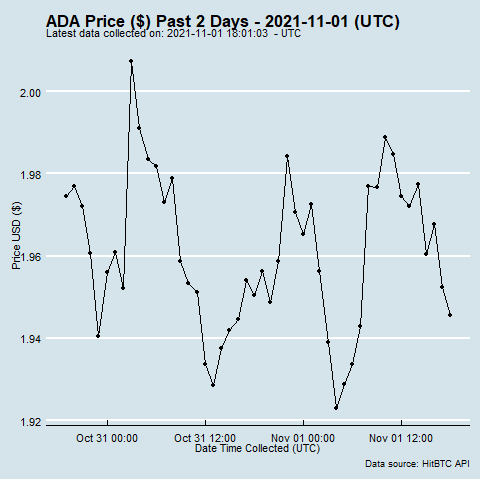 ADA Price ($) Past 2 Days - 2021-11-01 (UTC)
Latest data collected on: 2021-11-01 18:01:03 - UTC
2.00
1.98
1.96
1.94
1.92
Price USD ($)
Oct 31 00:00 Oct 31 12:00 Nov 01 00:00 Nov 01 12:00
Date Time Collected (UTC)
Data source: HitBTC API